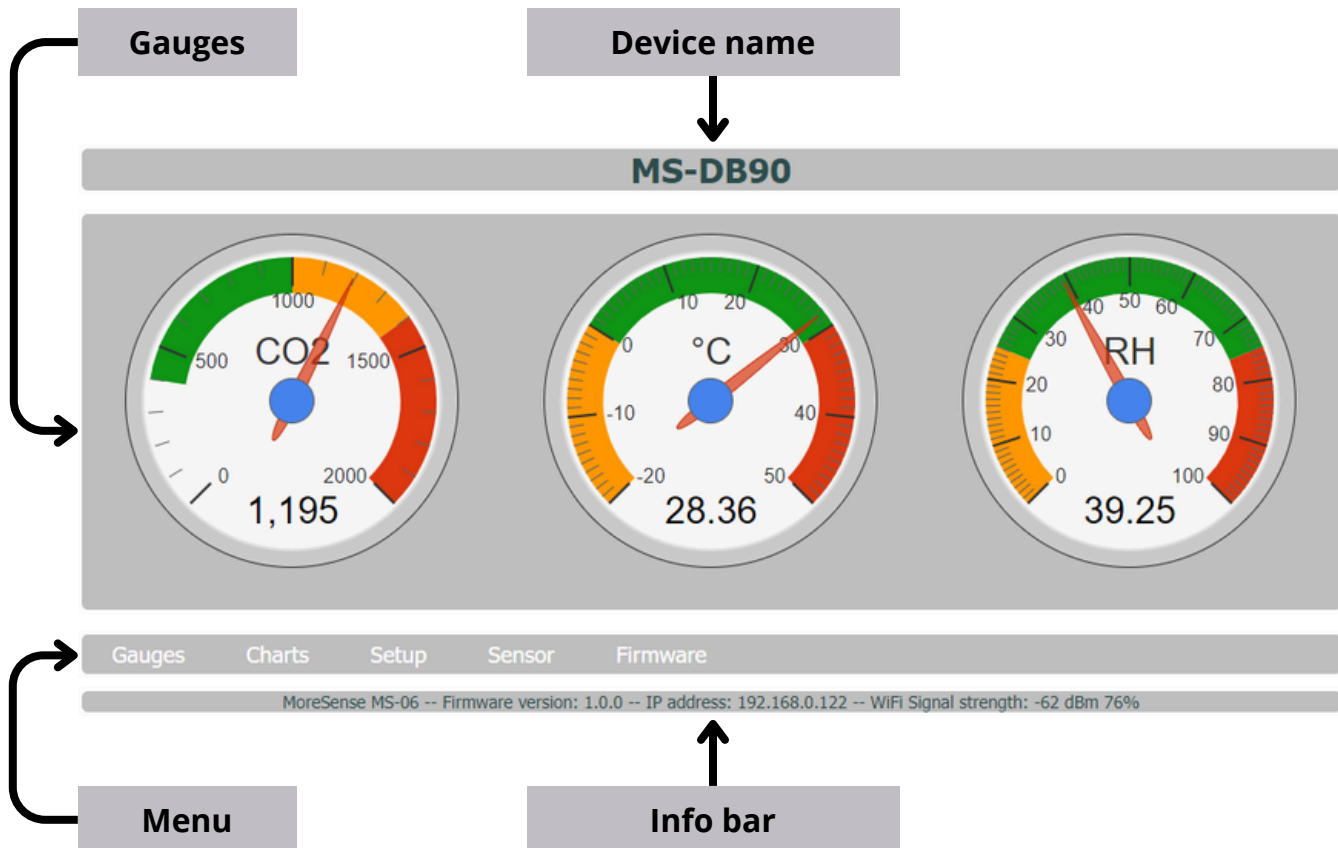 Gauges
Device name
MS-DB90
CO2
0
500
1000
1500
2000
1,195
°C
-20
-10
0
10
20
30
40
50
28.36
RH
0
10
20
30
40
50
60
70
80
90
100
39.25
Gauges Charts Setup Sensor Firmware
MoreSense MS-06 -- Firmware version: 1.0.0 -- IP address: 192.168.0.122 -- WiFi Signal strength: -62 dBm 76%
Menu
Info bar